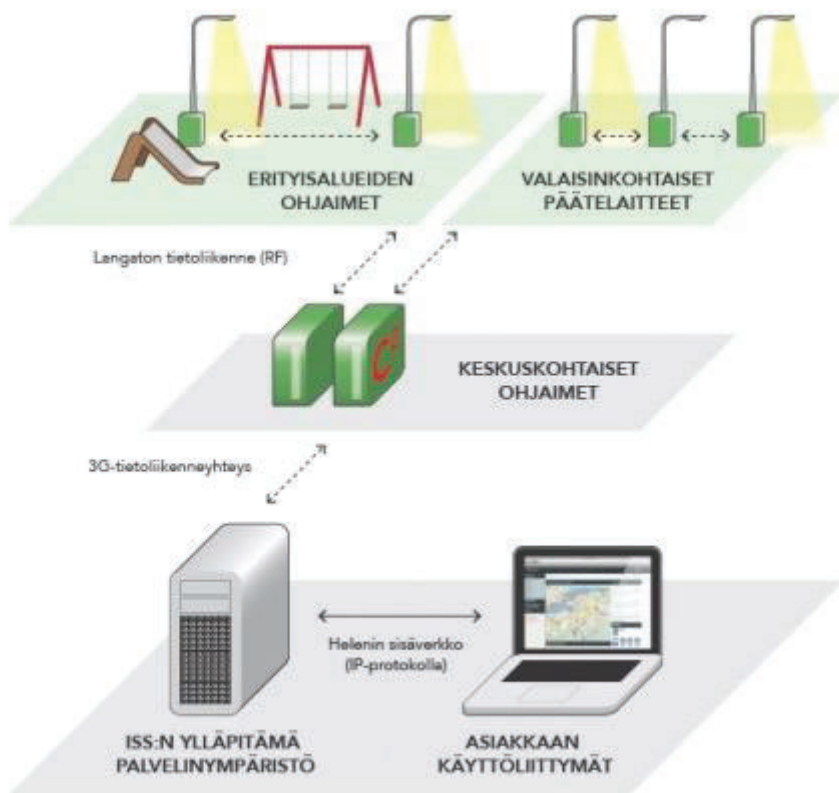 ERITYISALUEIDEN
OHJAIMET
VALAISINKOHTAISET
PÄÄTELAITTEET
Langaton tietoliikenne (RF)
C2
KESKUSKOHTAISET
OHJAIMET
3G-tietoliikenneyhteys
Helenin sisäverkko
(IP-protokolla)
ISS:N YLLÄPITÄMÄ
PALVELINYMPÄRISTÖ
ASIAKKAAN
KÄYTTÖLIITTYMÄT